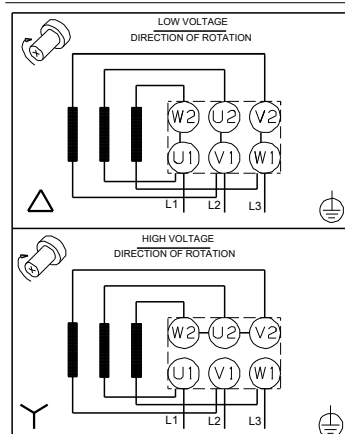 LOW VOLTAGE
DIRECTION OF ROTATION
W2 U2 V2
U1 V1 W1
L1 L2 L3
HIGH VOLTAGE
DIRECTION OF ROTATION
W2 U2 V2
U1 V1 W1
L1 L2 L3